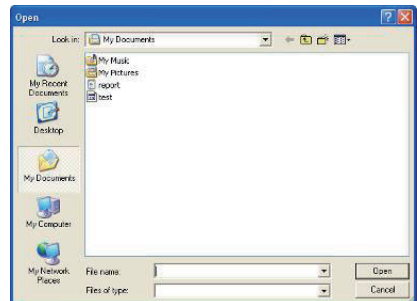 Open
Look in: My Documents
My Recent
Documents
Desktop
My Documents
My Computer
My Network
Places
My Music
My Pictures
report
test
File name:
Open
Files of type:
Cancel